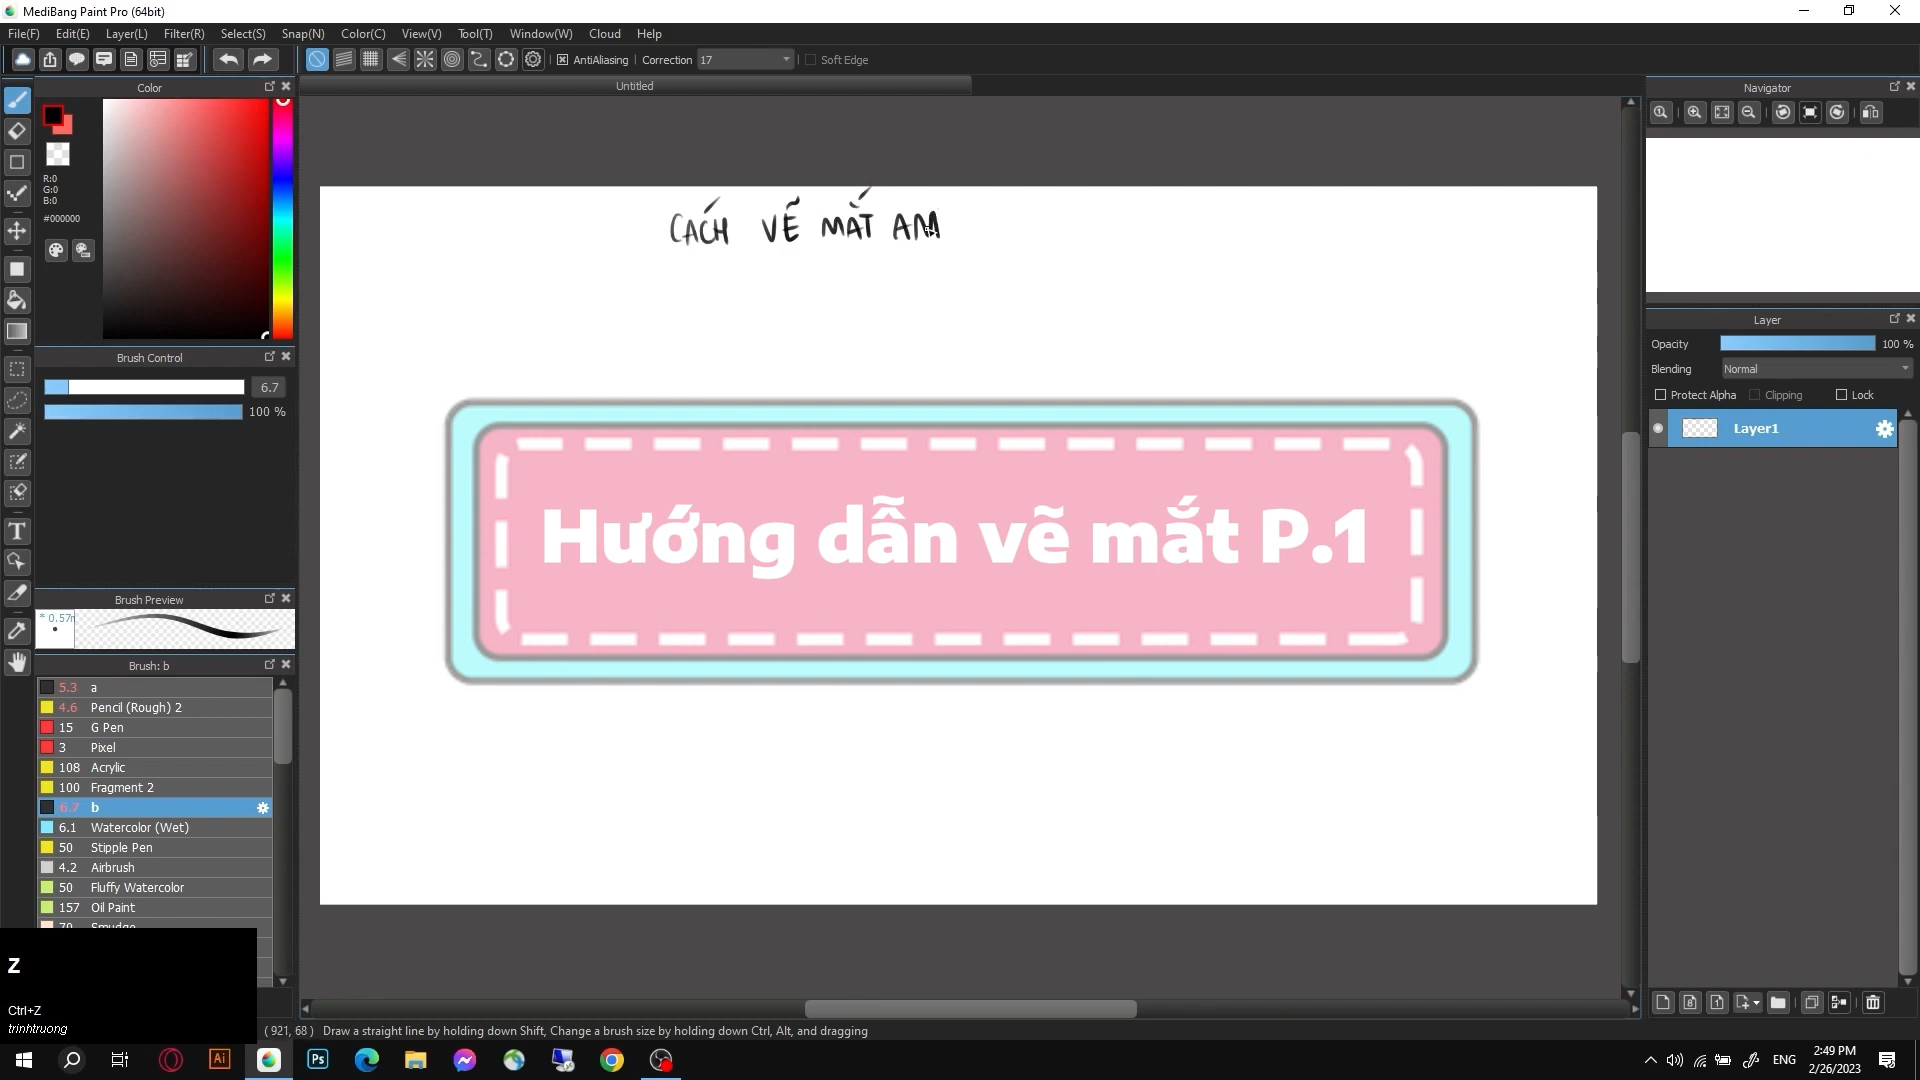 MediBang Paint Pro (64bit)
File(F) Edit(E) Layer(L) Filter(R) Select(S) Snap(N) Color(C) View(V) Tool(T) Window(W) Cloud Help
AntiAliasing Correction 17 Soft Edge
Color
Untitled
Navigator
R:0
G:0
B:0
#000000
CÁCH VẼ MẮT AM
Layer
Opacity 100 %
Blending Normal
Protect Alpha Clipping Lock
Layer1
Brush Control
6.7
100 %
Hướng dẫn vẽ mắt P.1
Brush Preview
Brush: b
5.3 a
4.6 Pencil (Rough) 2
15 G Pen
3 Pixel
108 Acrylic
100 Fragment 2
6.7 b
6.1 Watercolor (Wet)
50 Stipple Pen
4.2 Airbrush
50 Fluffy Watercolor
157 Oil Paint
70 Smudge
Z
Ctrl+Z
trinhtruong
( 921, 68 ) Draw a straight line by holding down Shift, Change a brush size by holding down Ctrl, Alt, and dragging
Ai Ps ENG 2:49 PM
2/26/2023